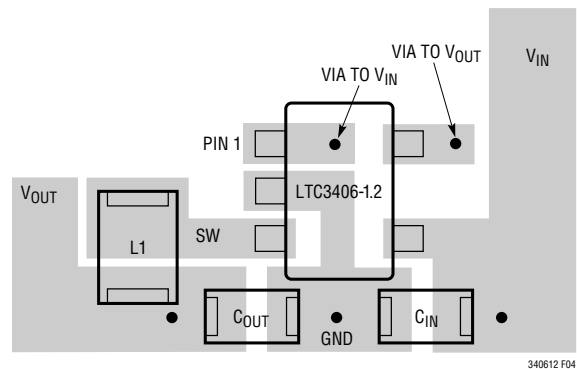 VIA TO VOUT
VIN
VIA TO VIN
PIN 1
LTC3406-1.2
VOUT
L1
SW
COUT
GND
CIN
340612 F04